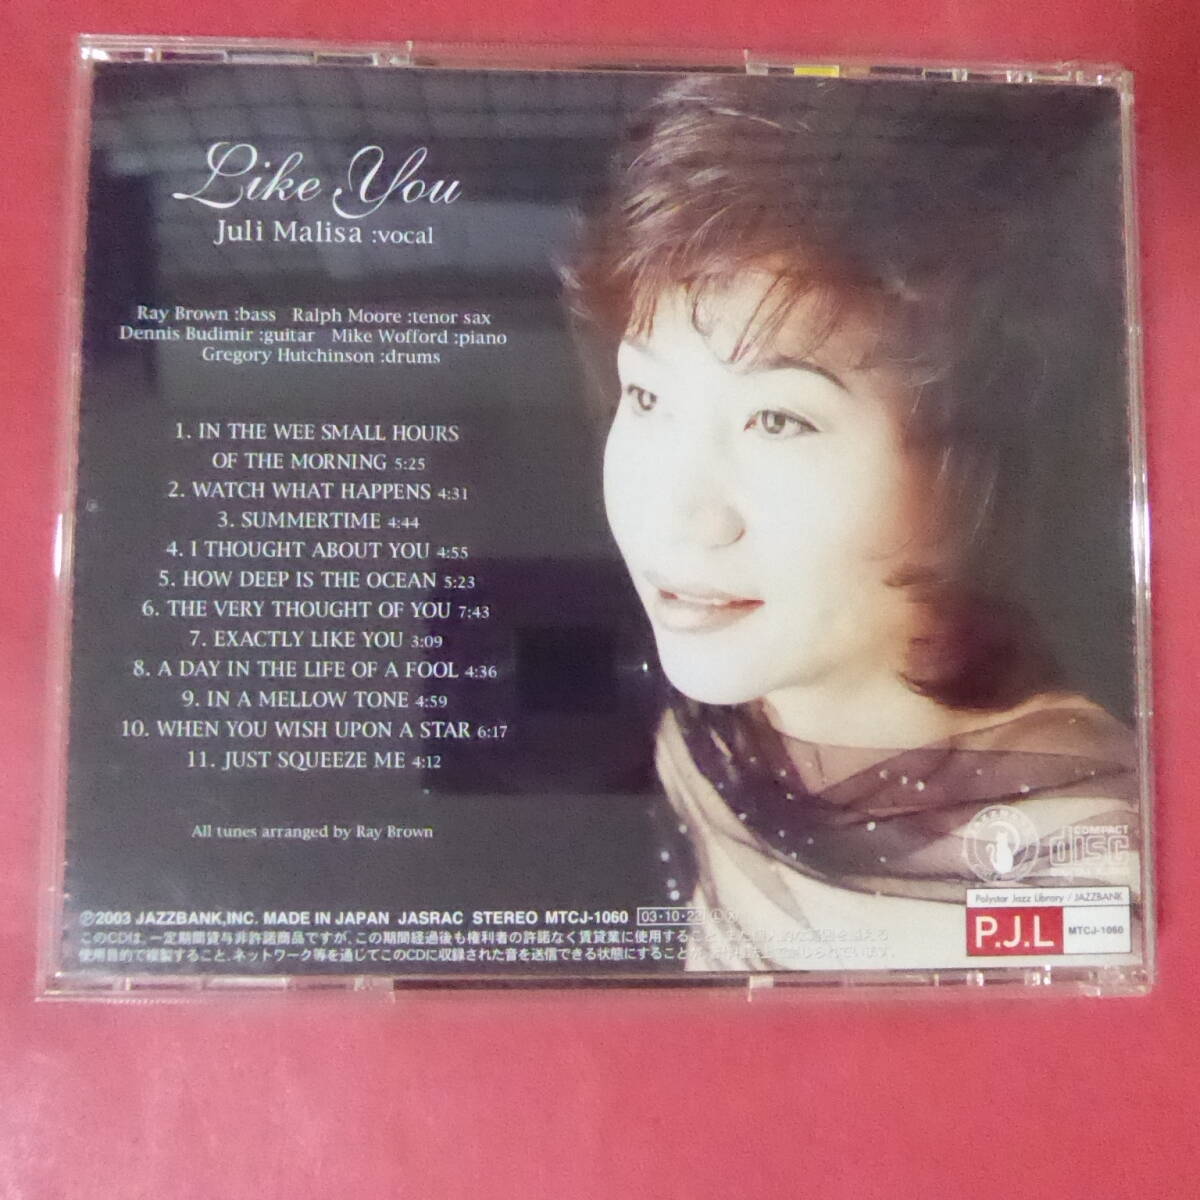 Like You
Juli Malisa :vocal
Ray Brown :bass Ralph Moore :tenor sax
Dennis Budimir :guitar Mike Wofford :piano
Gregory Hutchinson :drums
1. IN THE WEE SMALL HOURS
OF THE MORNING 5:25
2. WATCH WHAT HAPPENS 4:31
3. SUMMERTIME 4:44
4. I THOUGHT ABOUT YOU 4:55
5. HOW DEEP IS THE OCEAN 5:23
6. THE VERY THOUGHT OF YOU 7:43
7. EXACTLY LIKE YOU 3:09
8. A DAY IN THE LIFE OF A FOOL 4:36
9. IN A MELLOW TONE 4:59
10. WHEN YOU WISH UPON A STAR 6:17
11. JUST SQUEEZE ME 4:12
All tunes arranged by Ray Brown
COMPACT
disc
Polystar Jazz Library / JAZZBANK
P.J.L MTCJ-1060
℗2003 JAZZBANK,INC. MADE IN JAPAN JASRAC STEREO MTCJ-1060 03・10・22 Ⓛ Ⓧ
このCDは、一定期間貸与非許諾商品ですが、この期間経過後も権利者の許諾なく賃貸業に使用すること、
使用目的で複製すること、ネットワーク等を通じてこのCDに収録された音を送信できる状態にすることが